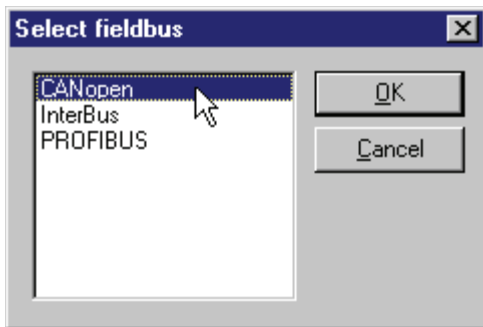 Select fieldbus
CANopen
InterBus
PROFIBUS
OK
Cancel